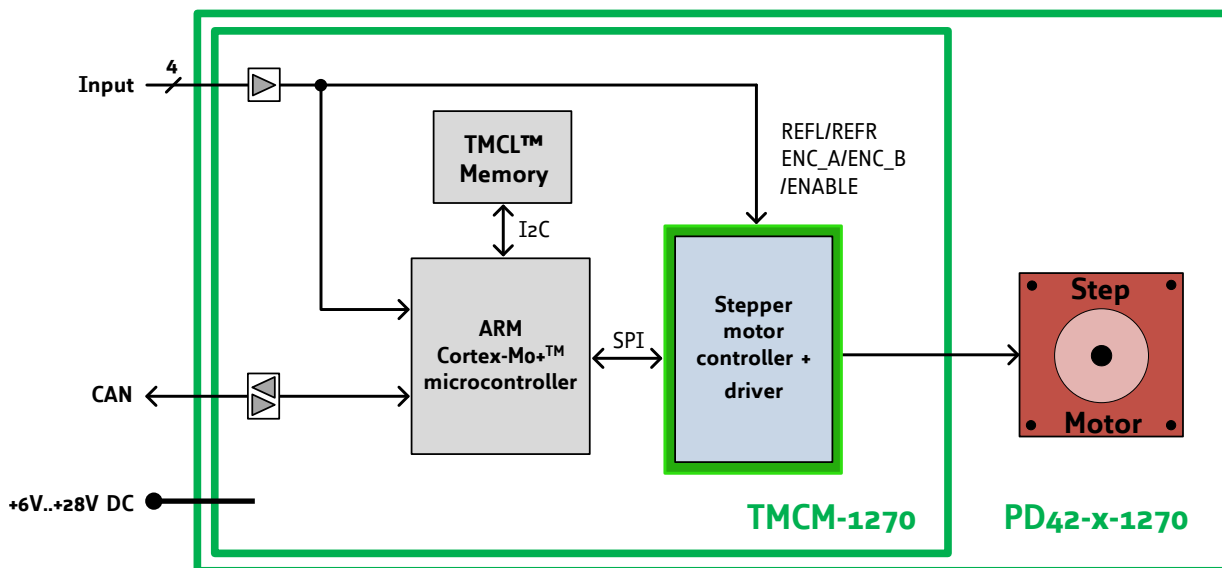 4
Input
TMCL™
Memory
REFL/REFR
ENC_A/ENC_B
/ENABLE
I2C
ARM
Cortex-M0+™
microcontroller
SPI
Stepper
motor
controller +
driver
Step
Motor
CAN
+6V..+28V DC
TMCM-1270
PD42-x-1270